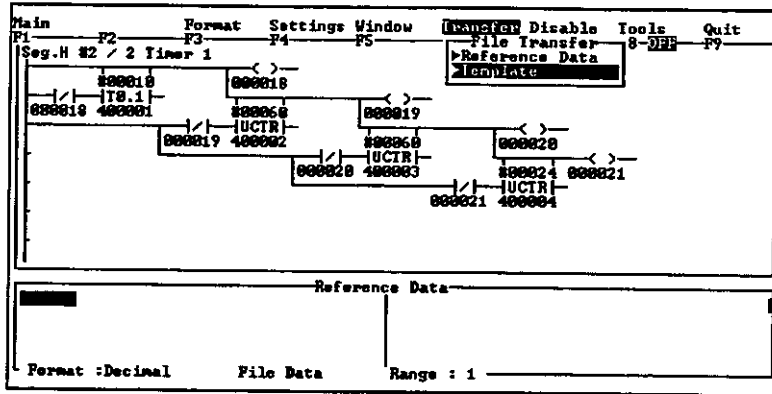 Main Format Settings Window Transfer Disable Tools Quit
F1 F2 F3 F4 F5 File Transfer 8-OFF F9
Seg.H #2 / 2 Timer 1 Reference Data
Template
#00010 000018
000018 T0.1 400001 #00060 000019
000019 UCTR 400002 #00060 000020
000020 UCTR 400003 #00024 000021
000021 UCTR 400004
Reference Data
Format :Decimal File Data Range : 1